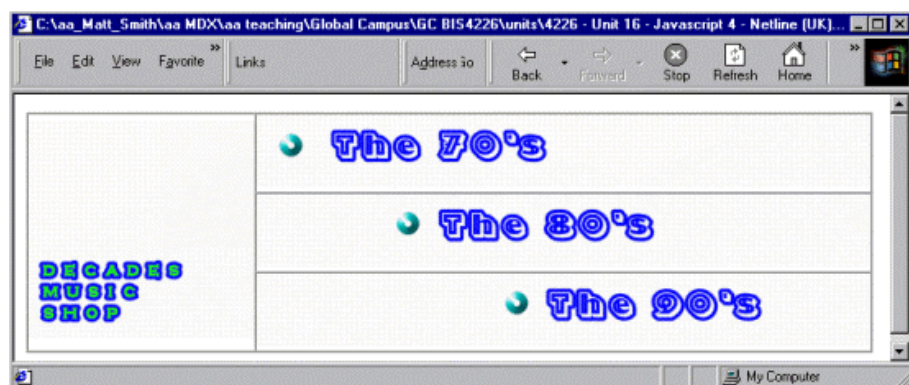 C:\aa_Matt_Smith\aa MDX\aa teaching\Global Campus\GC BIS4226\units\4226 - Unit 16 - Javascript 4 - Netline (UK)...
File Edit View Favorite » Links Address Back Forward Stop Refresh Home »
The 70's
The 80's
The 90's
DECADES
MUSIC
SHOP
My Computer